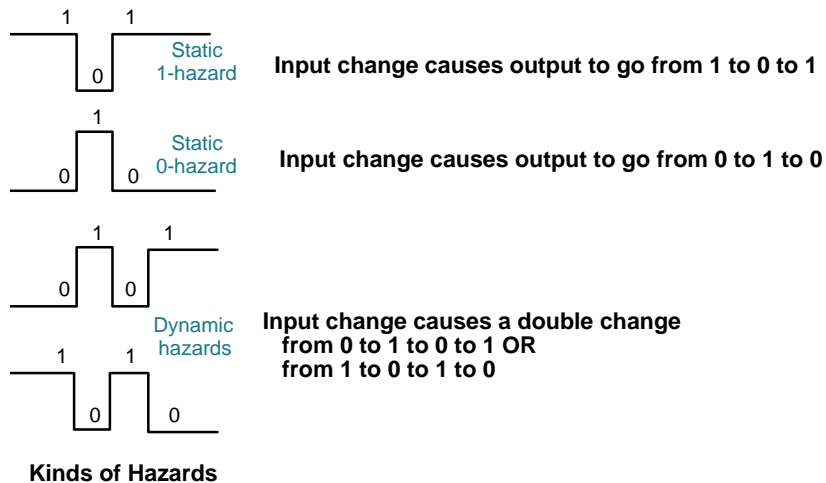 1 1
Static
1-hazard
0
Input change causes output to go from 1 to 0 to 1
1
Static
0-hazard
0 0
Input change causes output to go from 0 to 1 to 0
1 1
0 0
Dynamic
hazards
Input change causes a double change
from 0 to 1 to 0 to 1 OR
from 1 to 0 to 1 to 0
1 1
0 0
Kinds of Hazards